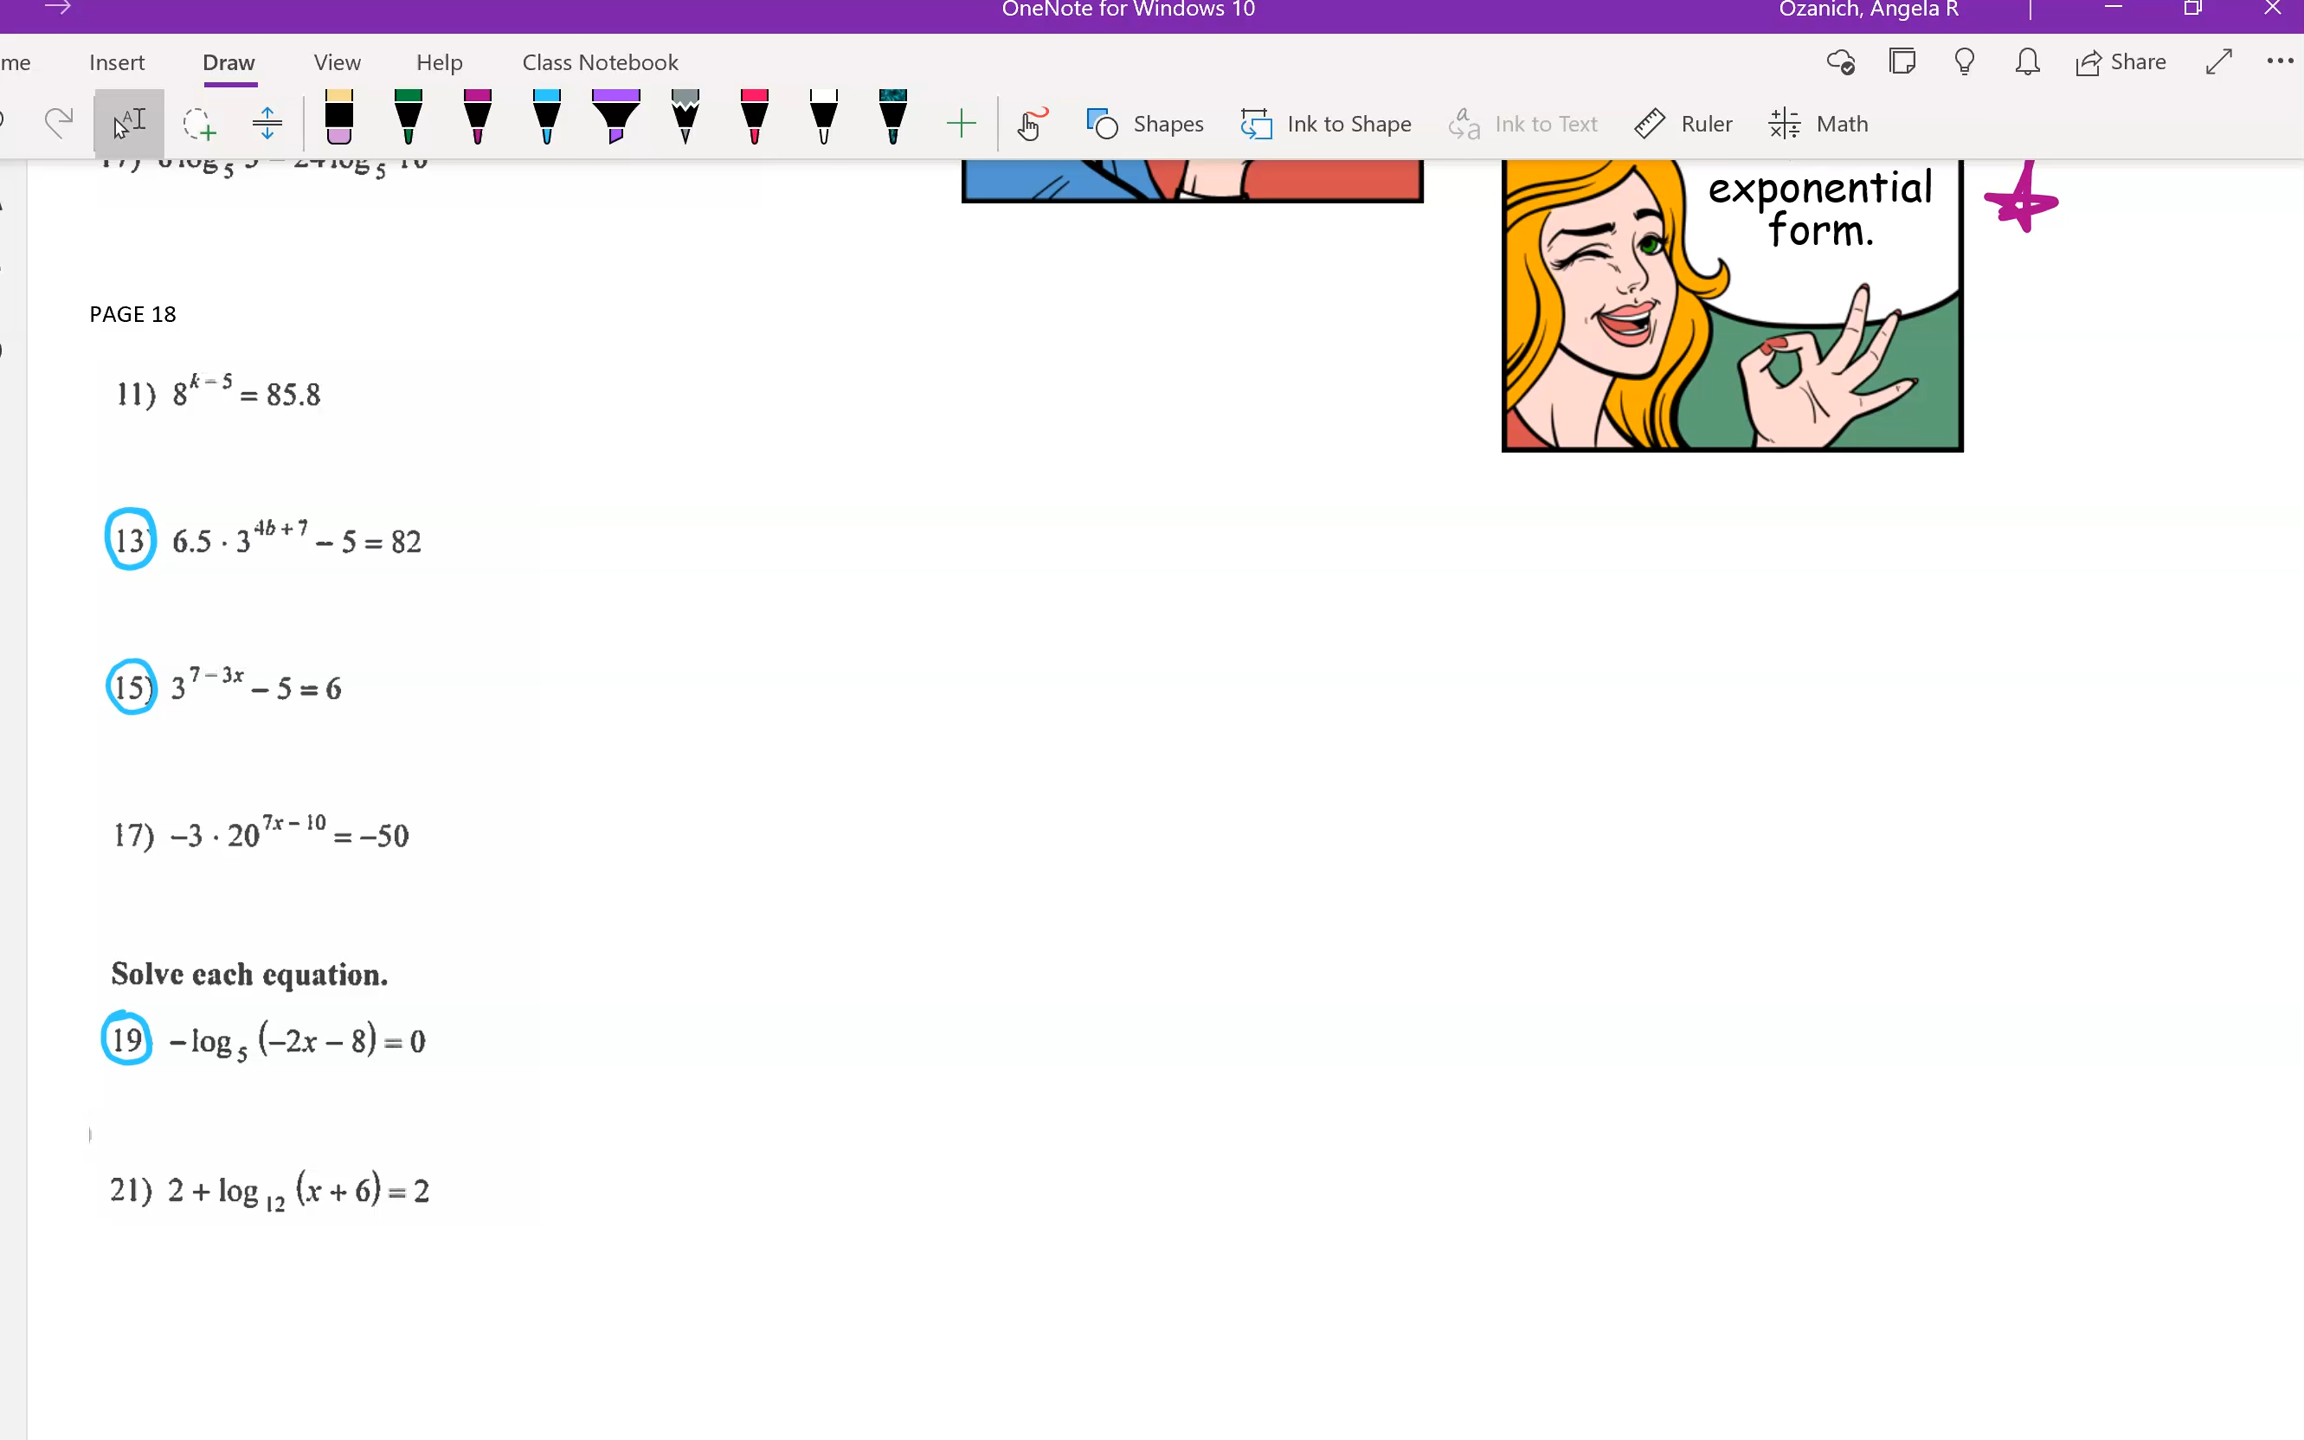 OneNote for Windows 10
Ozanich, Angela R
Insert Draw View Help Class Notebook
Share
Shapes Ink to Shape Ink to Text Ruler Math
exponential
form.
PAGE 18
11) 8^{k – 5} = 85.8
13) 6.5 · 3^{4b + 7} – 5 = 82
15) 3^{7 – 3x} – 5 = 6
17) –3 · 20^{7x – 10} = –50
Solve each equation.
19 –log₅ (–2x – 8) = 0
21) 2 + log₁₂ (x + 6) = 2